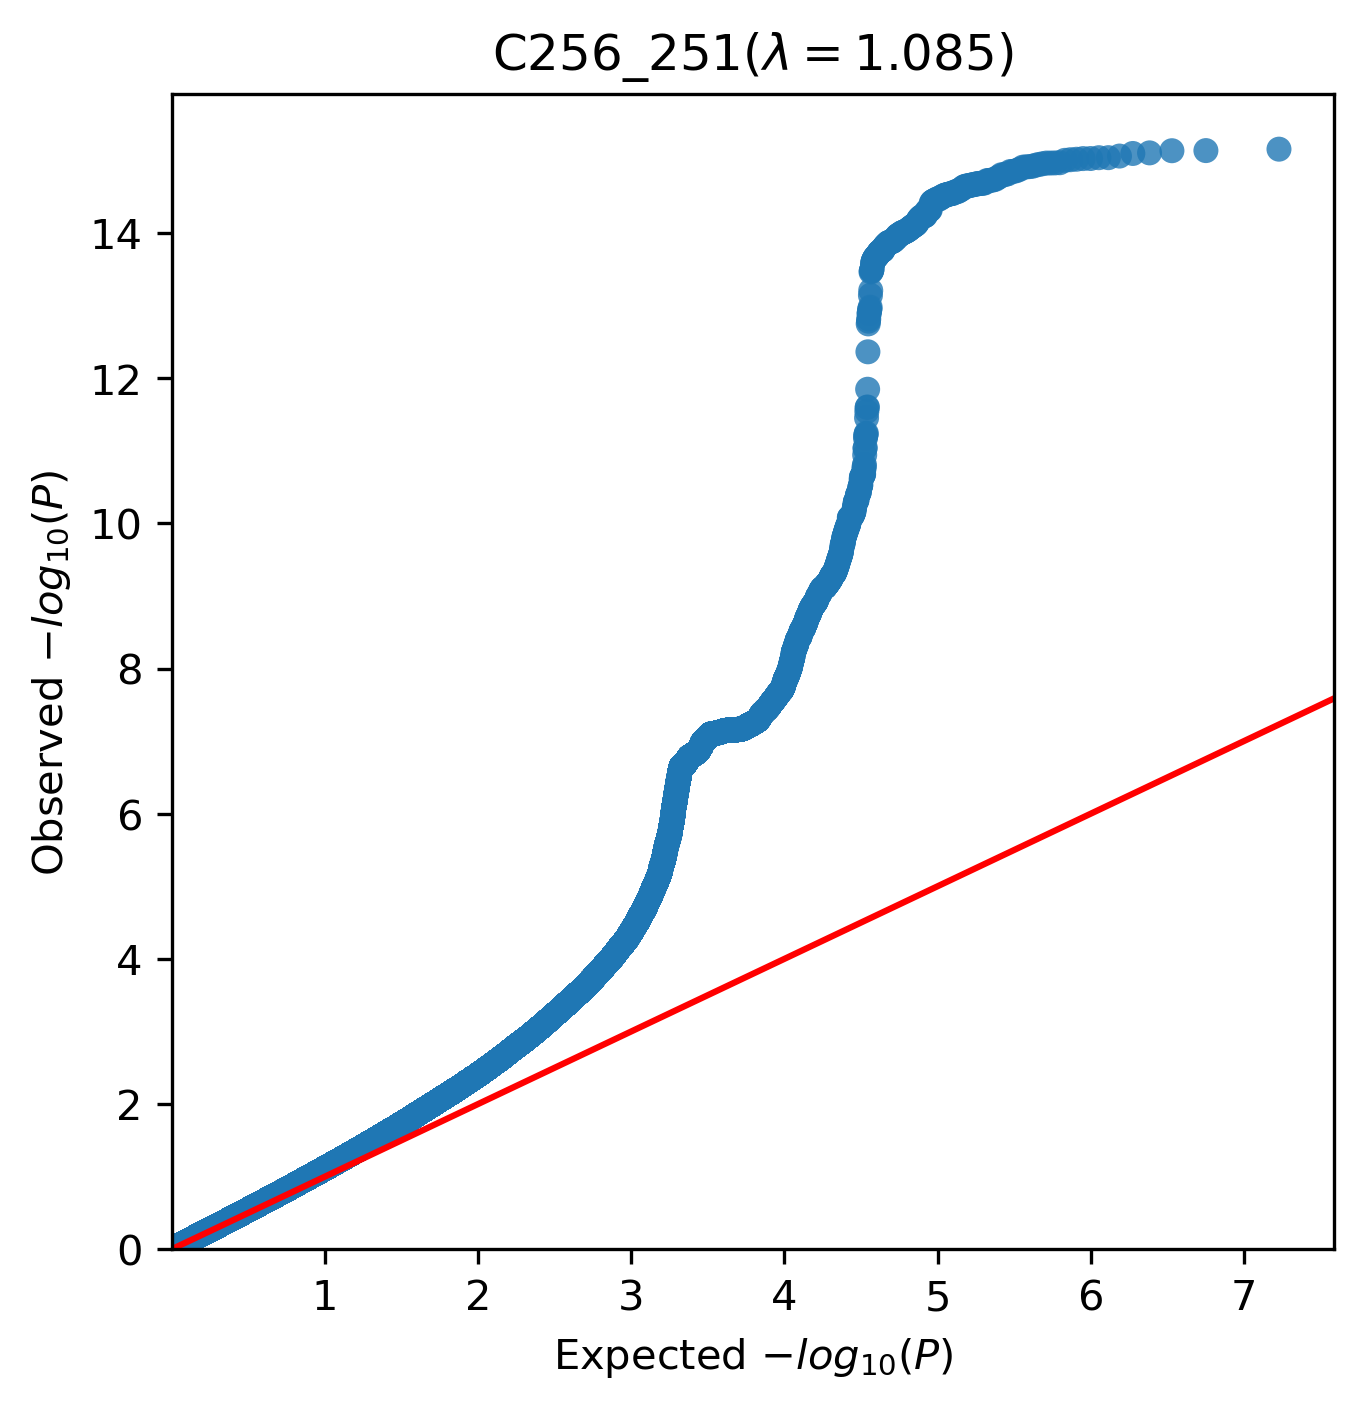 C256_251(λ = 1.085)
Observed −log₁₀(P)
14
12
10
8
6
4
2
0
1 2 3 4 5 6 7
Expected −log₁₀(P)